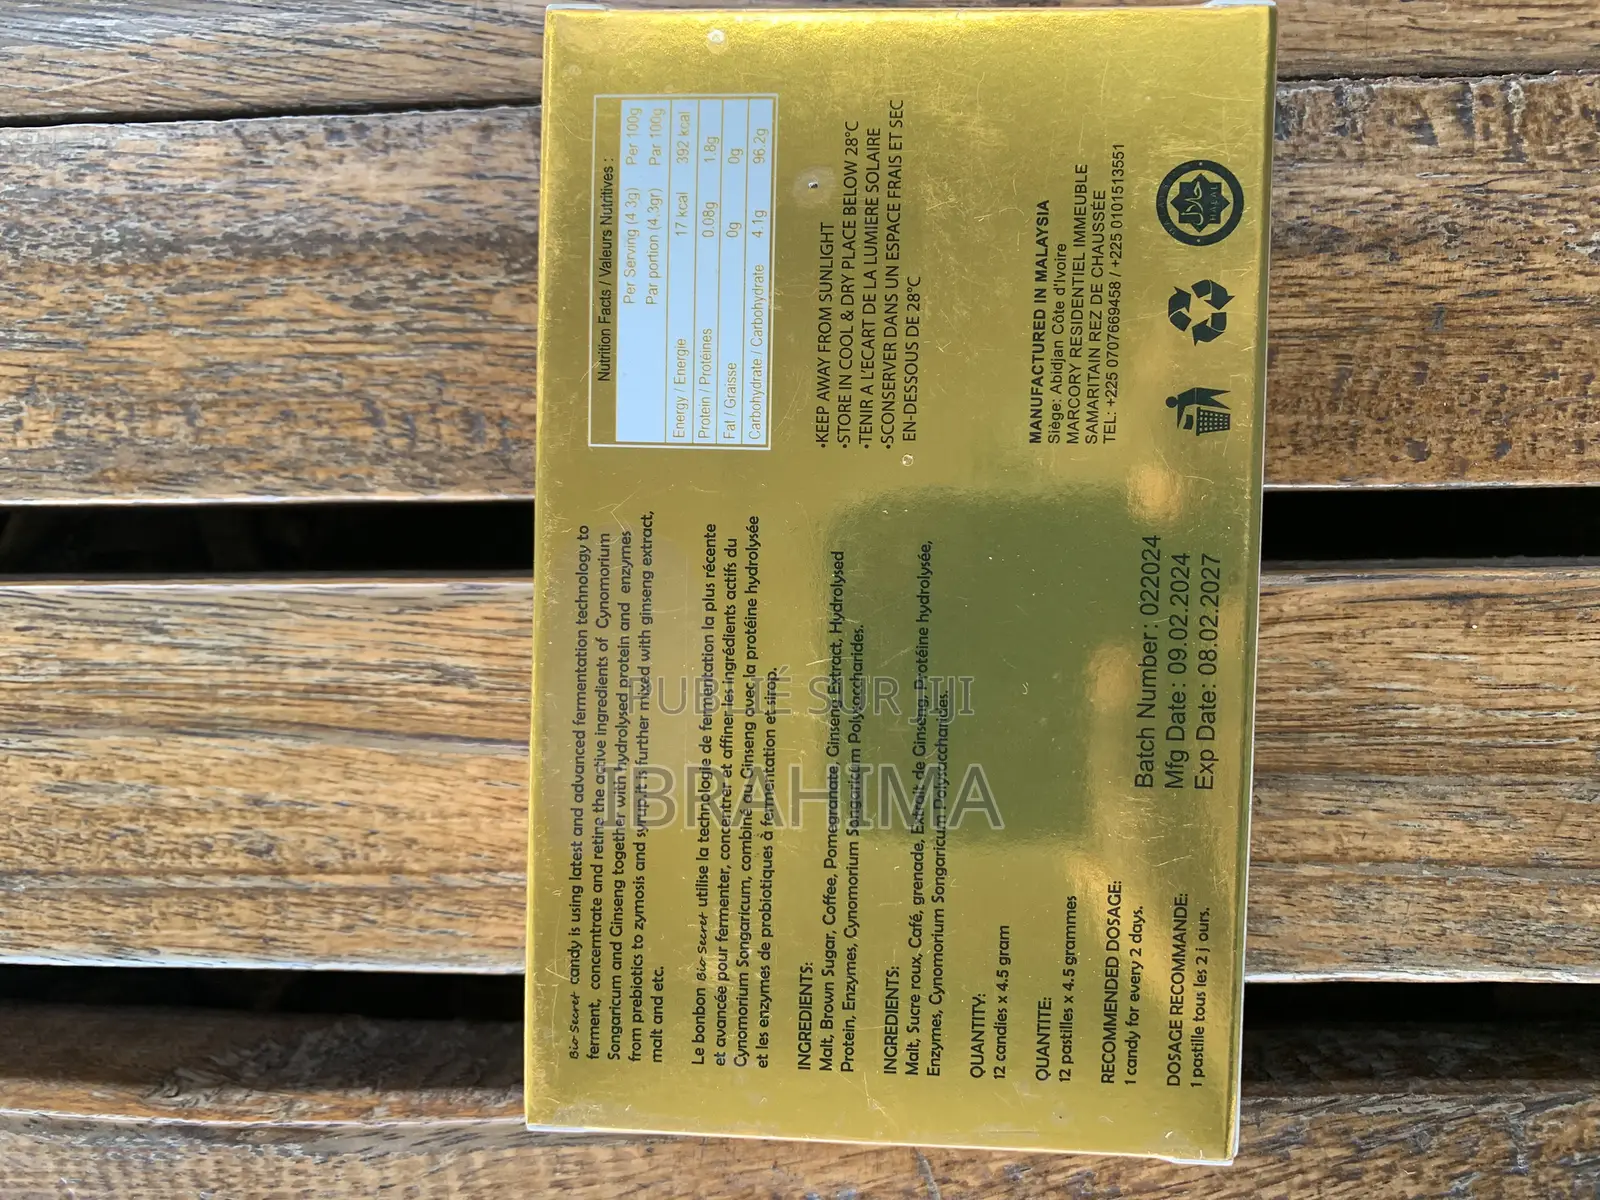 Bio Secret candy is using latest and advanced fermentation technology to
ferment, concerntrate and retine the active ingredients of Cynomorium
Songaricum and Ginseng together with hydrolysed protein and enzymes
from prebiotics to zymosis and syrup.It is further mixed with ginseng extract,
malt and etc.
Le bonbon Bio Secret utilise la technologie de fermentation la plus récente
et avancée pour fermenter, concentrer et affiner les ingrédients actifs du
Cynomorium Songaricum, combiné au Ginseng avec la protéine hydrolysée
et les enzymes de probiotiques à fermentation et sirop.
INGREDIENTS:
Malt, Brown Sugar, Coffee, Pomegranate, Ginseng Extract, Hydrolysed
Protein, Enzymes, Cynomorium Songaricum Polysaccharides.
INGREDIENTS:
Malt, Sucre roux, Café, grenade, Extrait de Ginseng, Protéine hydrolysée,
Enzymes, Cynomorium Songaricum Polysaccharides.
QUANTITY:
12 candies x 4.5 gram
QUANTITE:
12 pastilles x 4.5 grammes
RECOMMENDED DOSAGE:
1 candy for every 2 days.
DOSAGE RECOMMANDE:
1 pastille tous les 2 j ours.
Batch Number: 022024
Mfg Date: 09.02.2024
Exp Date: 08.02.2027
Nutrition Facts / Valeurs Nutritives :
Per Serving (4 3g) Per 100g
Par portion (4,3gr) Par 100g
Energy / Energie 17 kcal 392 kcal
Protein / Protéines 0.08g 1.8g
Fat / Graisse 0g 0g
Carbohydrate / Carbohydrate 4.1g 96.2g
•KEEP AWAY FROM SUNLIGHT
•STORE IN COOL & DRY PLACE BELOW 28°C
•TENIR A L'ECART DE LA LUMIERE SOLAIRE
•SCONSERVER DANS UN ESPACE FRAIS ET SEC
EN-DESSOUS DE 28°C
MANUFACTURED IN MALAYSIA
Siège: Abidjan Côte d'Ivoire
MARCORY RESIDENTIEL IMMEUBLE
SAMARITAIN REZ DE CHAUSSÉE
TEL: +225 0707669458 / +225 0101513551
حلال
HALAL
PUBLIÉ SUR JIJI
IBRAHIMA